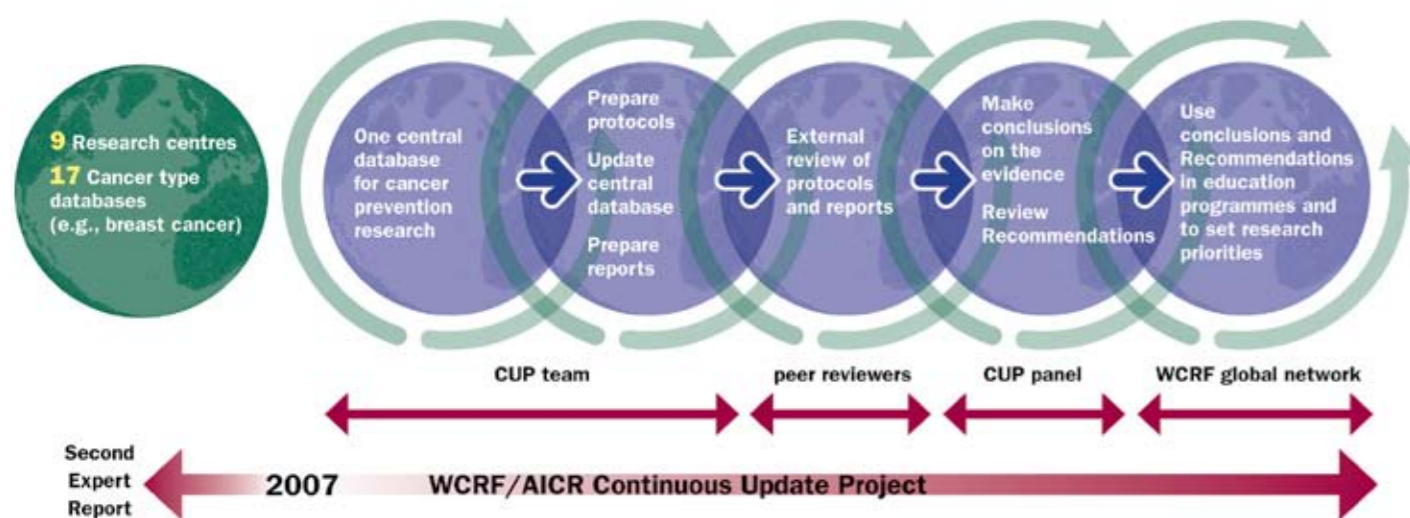 9 Research centres
17 Cancer type
databases
(e.g., breast cancer)
One central
database
for cancer
prevention
research
Prepare
protocols
Update
central
database
Prepare
reports
External
review of
protocols
and reports
Make
conclusions
on the
evidence
Review
Recommendations
Use
conclusions and
Recommendations
in education
programmes and
to set research
priorities
CUP team
peer reviewers
CUP panel
WCRF global network
Second
Expert
Report
2007
WCRF/AICR Continuous Update Project